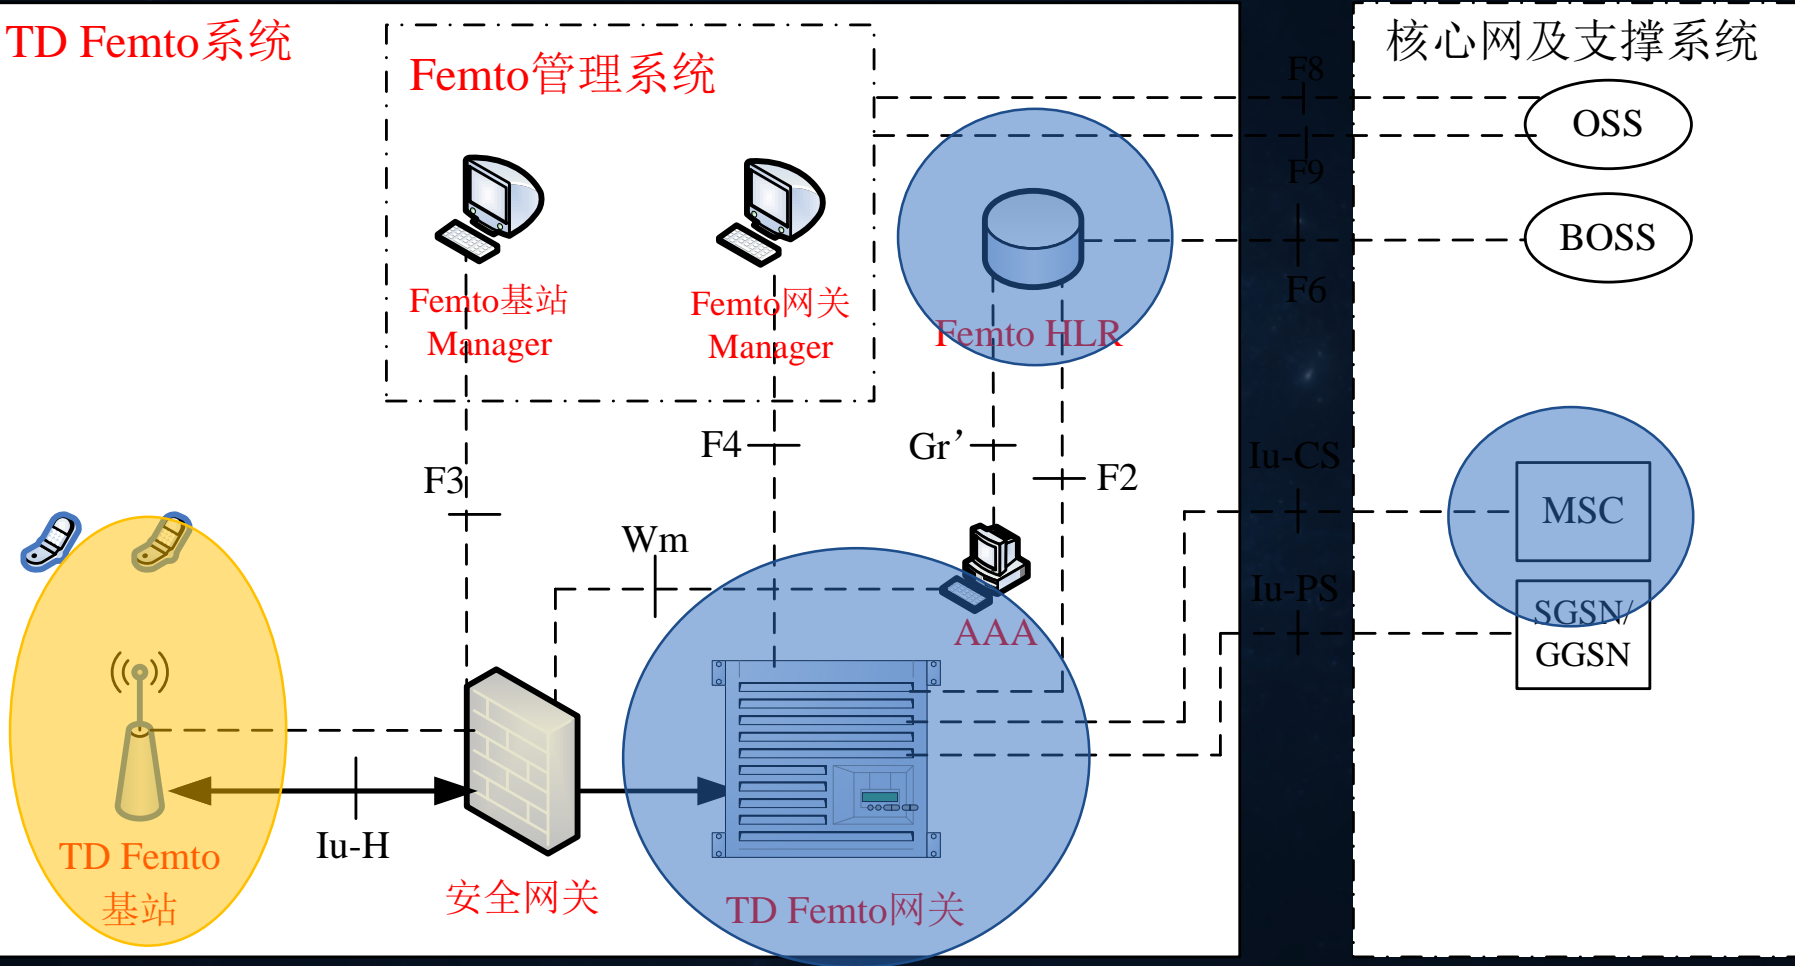 TD Femto系统
Femto管理系统
核心网及支撑系统
F8
OSS
F9
BOSS
F6
Femto基站
Manager
Femto网关
Manager
Femto HLR
F4
Gr’
F2
Iu-CS
F3
MSC
Wm
Iu-PS
AAA
SGSN/
GGSN
Iu-H
TD Femto
基站
安全网关
TD Femto网关